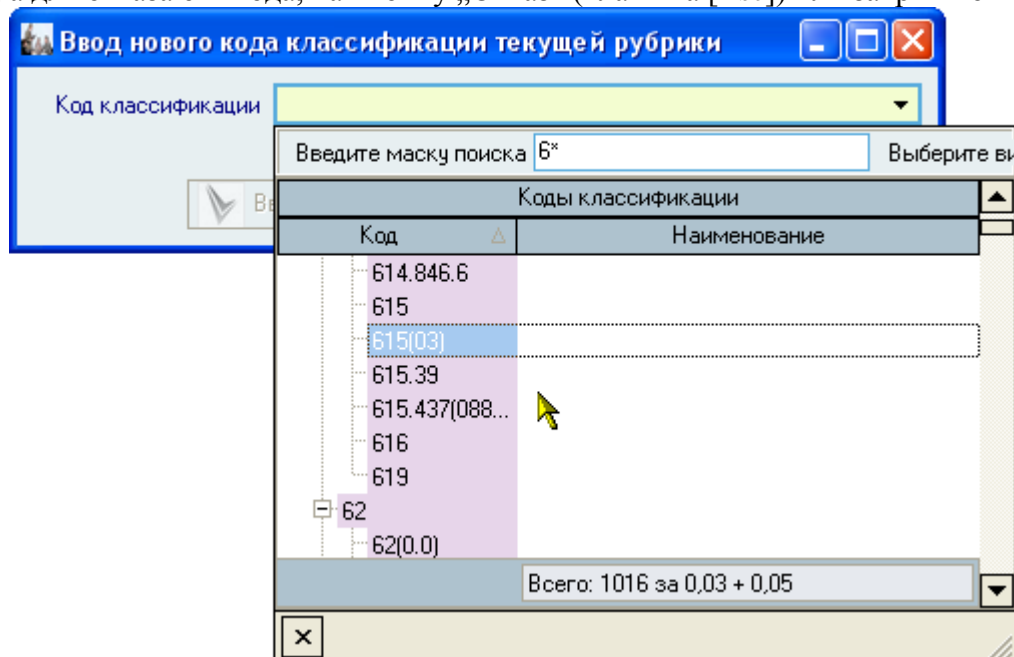 Ввод нового кода классификации текущей рубрики
Код классификации
Введите маску поиска 6* Выберите ви
Вв
Коды классификации
Код Наименование
614.846.6
615
615(03)
615.39
615.437(088...
616
619
62
62(0.0)
Всего: 1016 за 0,03 + 0,05